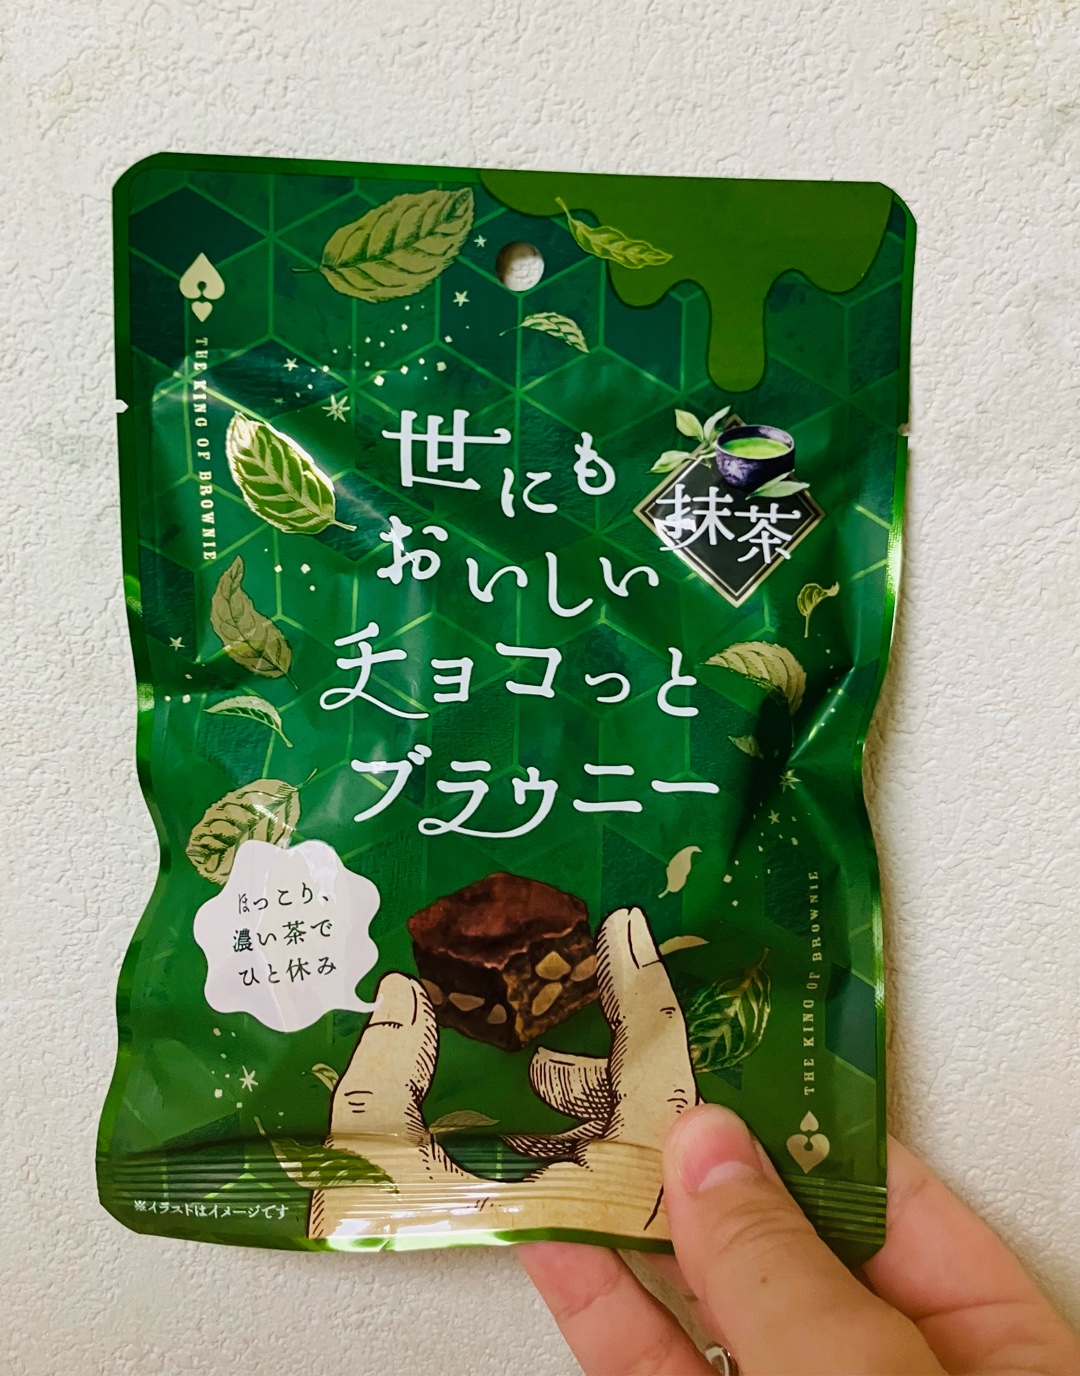 THE KING OF BROWNIE
世にも
おいしい
チョコっと
ブラウニー
抹茶
ほっこり、
濃い茶で
ひと休み
THE KING OF BROWNIE
※イラストはイメージです